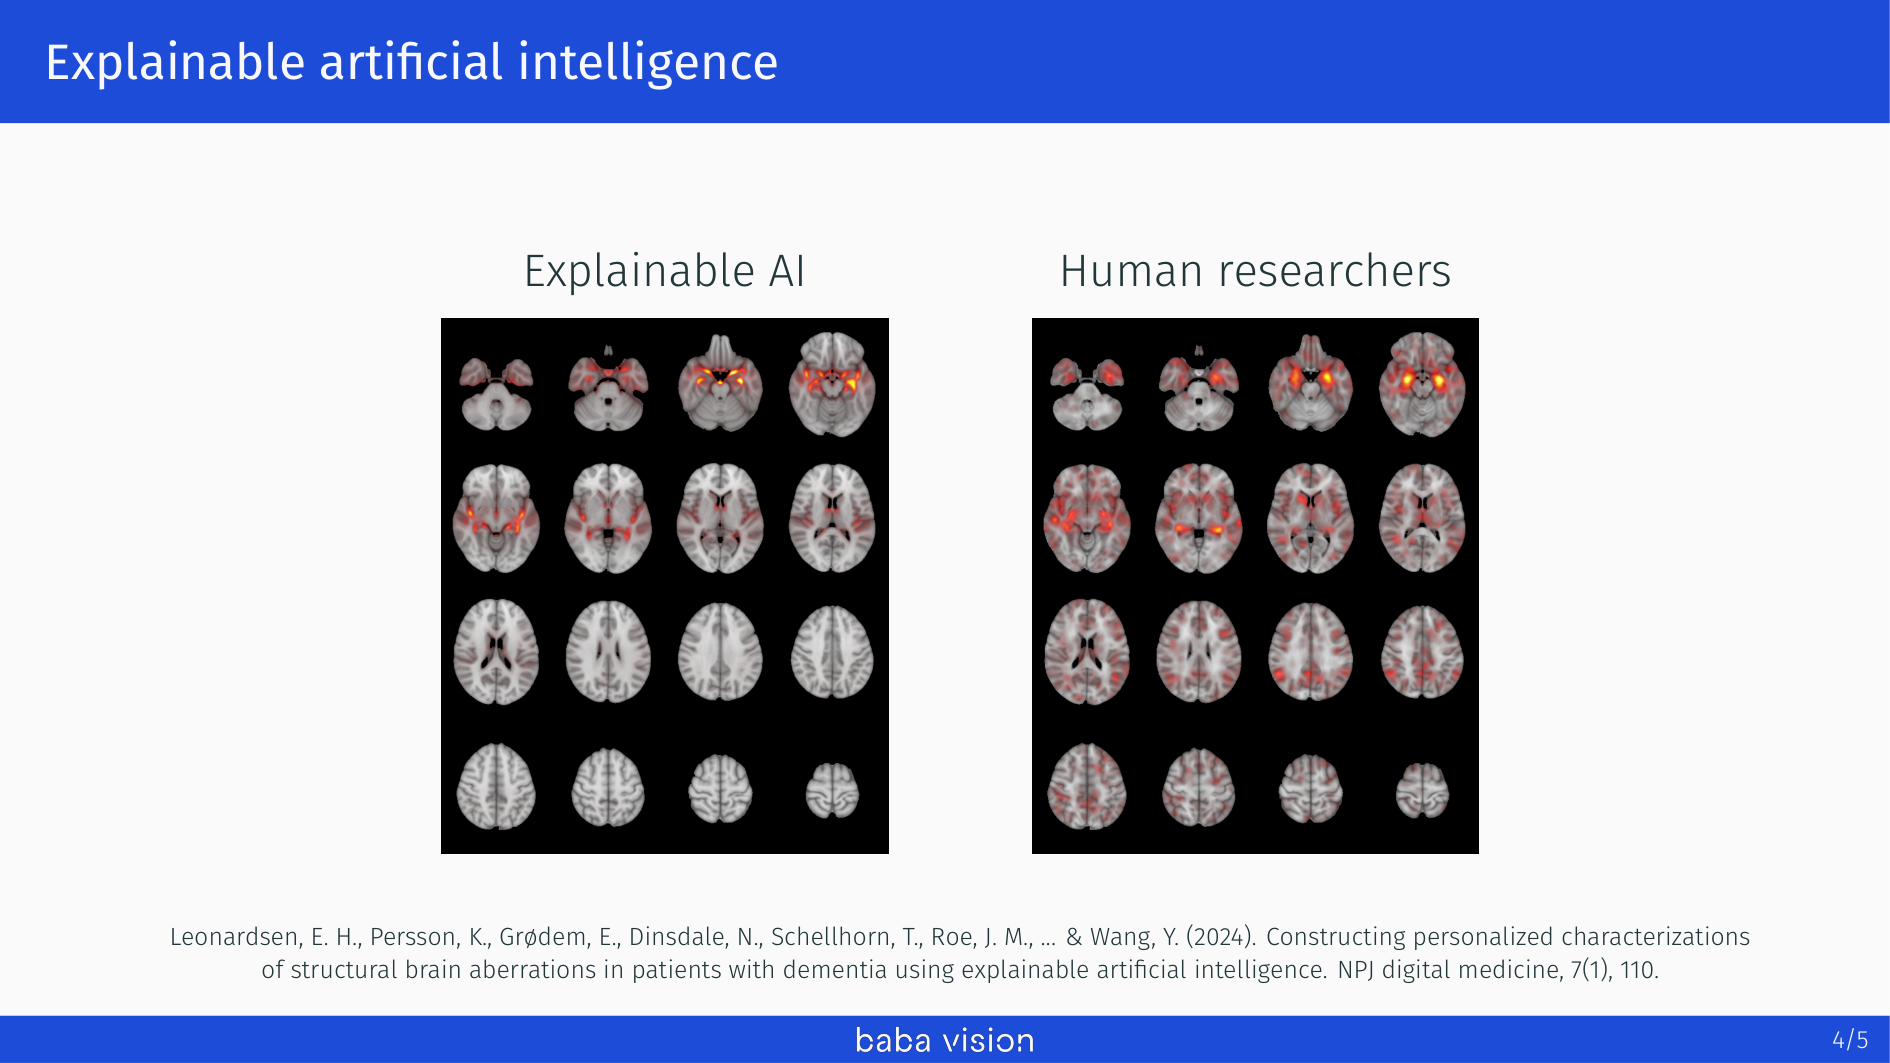 Explainable artificial intelligence
Explainable AI
Human researchers
Leonardsen, E. H., Persson, K., Grødem, E., Dinsdale, N., Schellhorn, T., Roe, J. M., ... & Wang, Y. (2024). Constructing personalized characterizations
of structural brain aberrations in patients with dementia using explainable artificial intelligence. NPJ digital medicine, 7(1), 110.
baba vision
4/5